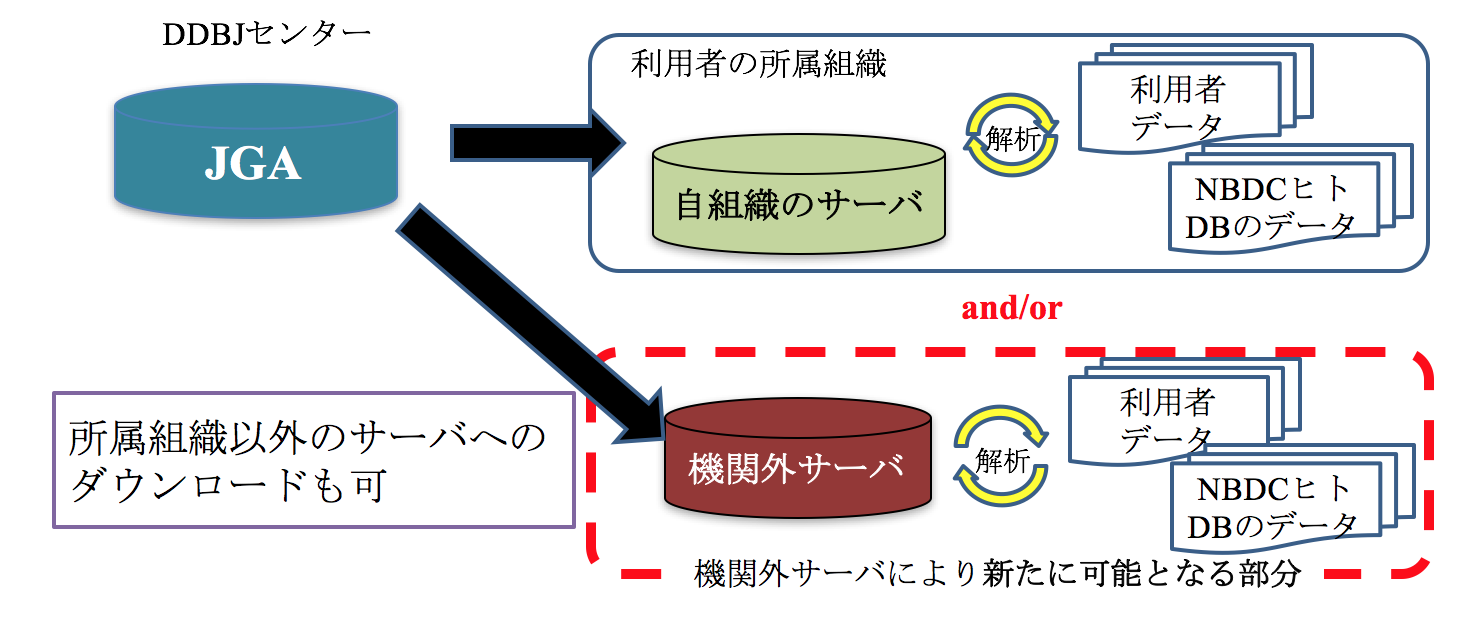 DDBJセンター
JGA
利用者の所属組織
自組織のサーバ
解析
利用者
データ
NBDCヒト
DBのデータ
and/or
所属組織以外のサーバへの
ダウンロードも可
機関外サーバ
解析
利用者
データ
NBDCヒト
DBのデータ
機関外サーバにより新たに可能となる部分